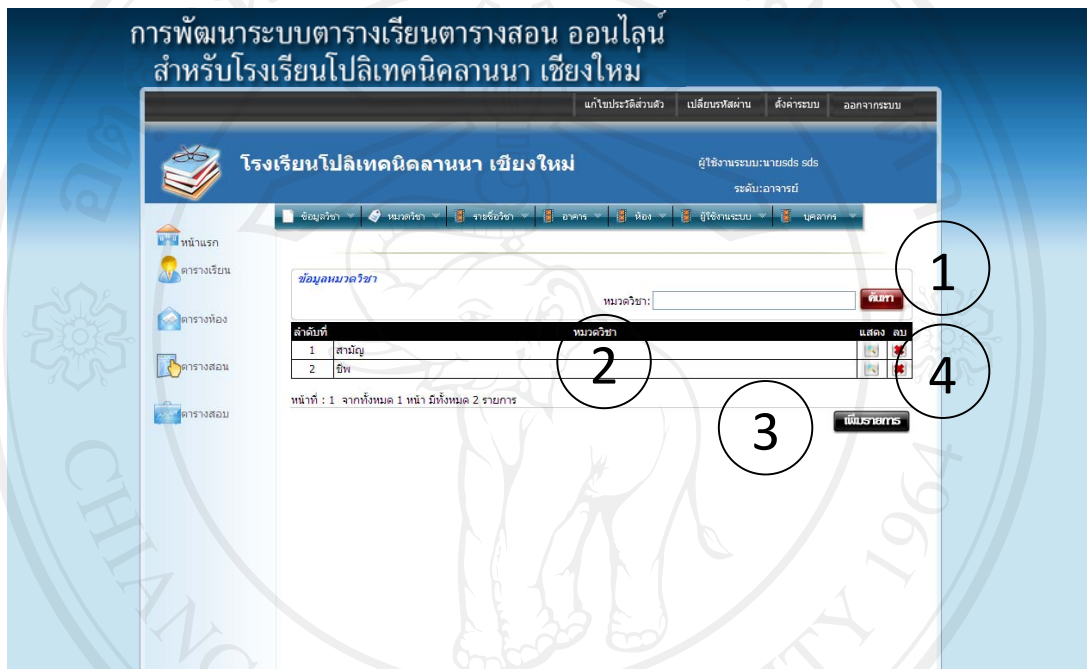 การพัฒนาระบบตารางเรียนตารางสอน ออนไลน์
สำหรับโรงเรียนโปลิเทคนิคลานนา เชียงใหม่
แก้ไขประวัติส่วนตัว เปลี่ยนรหัสผ่าน ตั้งค่าระบบ ออกจากระบบ
โรงเรียนโปลิเทคนิคลานนา เชียงใหม่
ผู้ใช้งานระบบ:นายsds sds
ระดับ:อาจารย์
ข้อมูลวิชา หมวดวิชา รายชื่อวิชา อาคาร ห้อง ผู้ใช้งานระบบ บุคลากร
หน้าแรก
ตารางเรียน
ตารางห้อง
ตารางสอน
ตารางสอบ
ข้อมูลหมวดวิชา
หมวดวิชา: ค้นหา
1
ลำดับที่ หมวดวิชา แสดง ลบ
1 สามัญ
2 ชีพ
2
4
หน้าที่ : 1 จากทั้งหมด 1 หน้า มีทั้งหมด 2 รายการ
3
เพิ่มรายการ
CHIANG
UNIVERSITY 1964